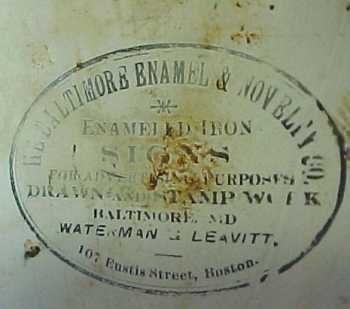 THE BALTIMORE ENAMEL & NOVELTY CO.
ENAMELED IRON
SIGNS
FOR ADVERTISING PURPOSES
DRAWN AND STAMP WORK
BALTIMORE, MD
WATERMAN & LEAVITT.
107 Eustis Street, Boston.